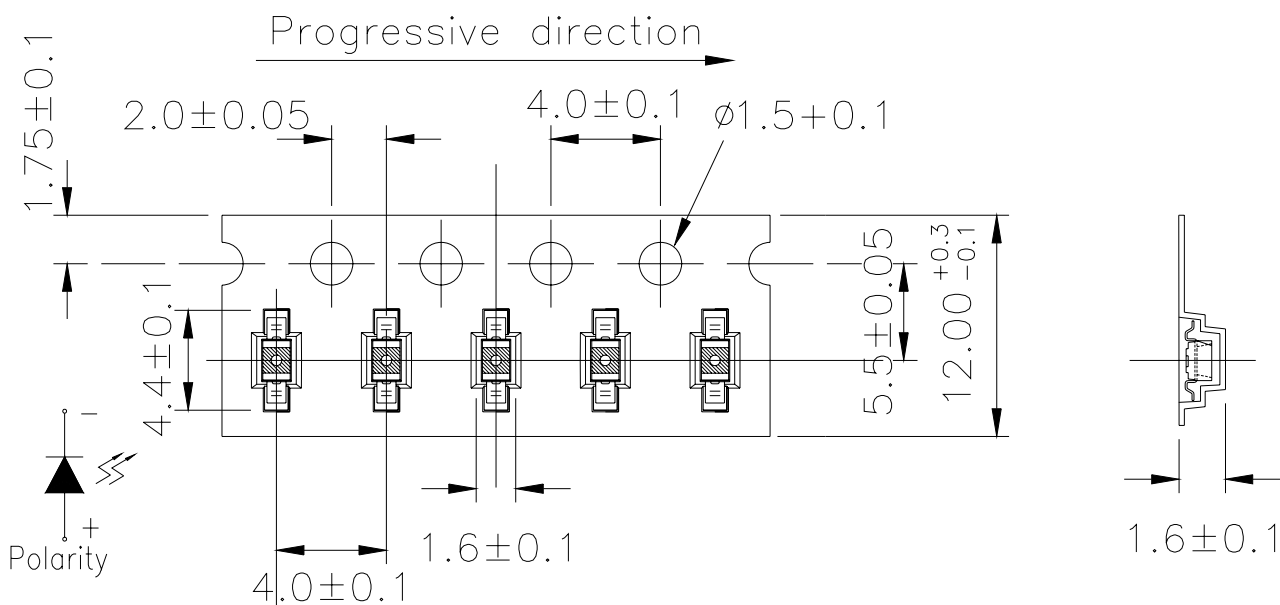 Progressive direction
1.75±0.1
2.0±0.05
4.0±0.1
ø1.5+0.1
4.4±0.1
5.5±0.05
12.00 +0.3 -0.1
-
+
Polarity
1.6±0.1
4.0±0.1
1.6±0.1